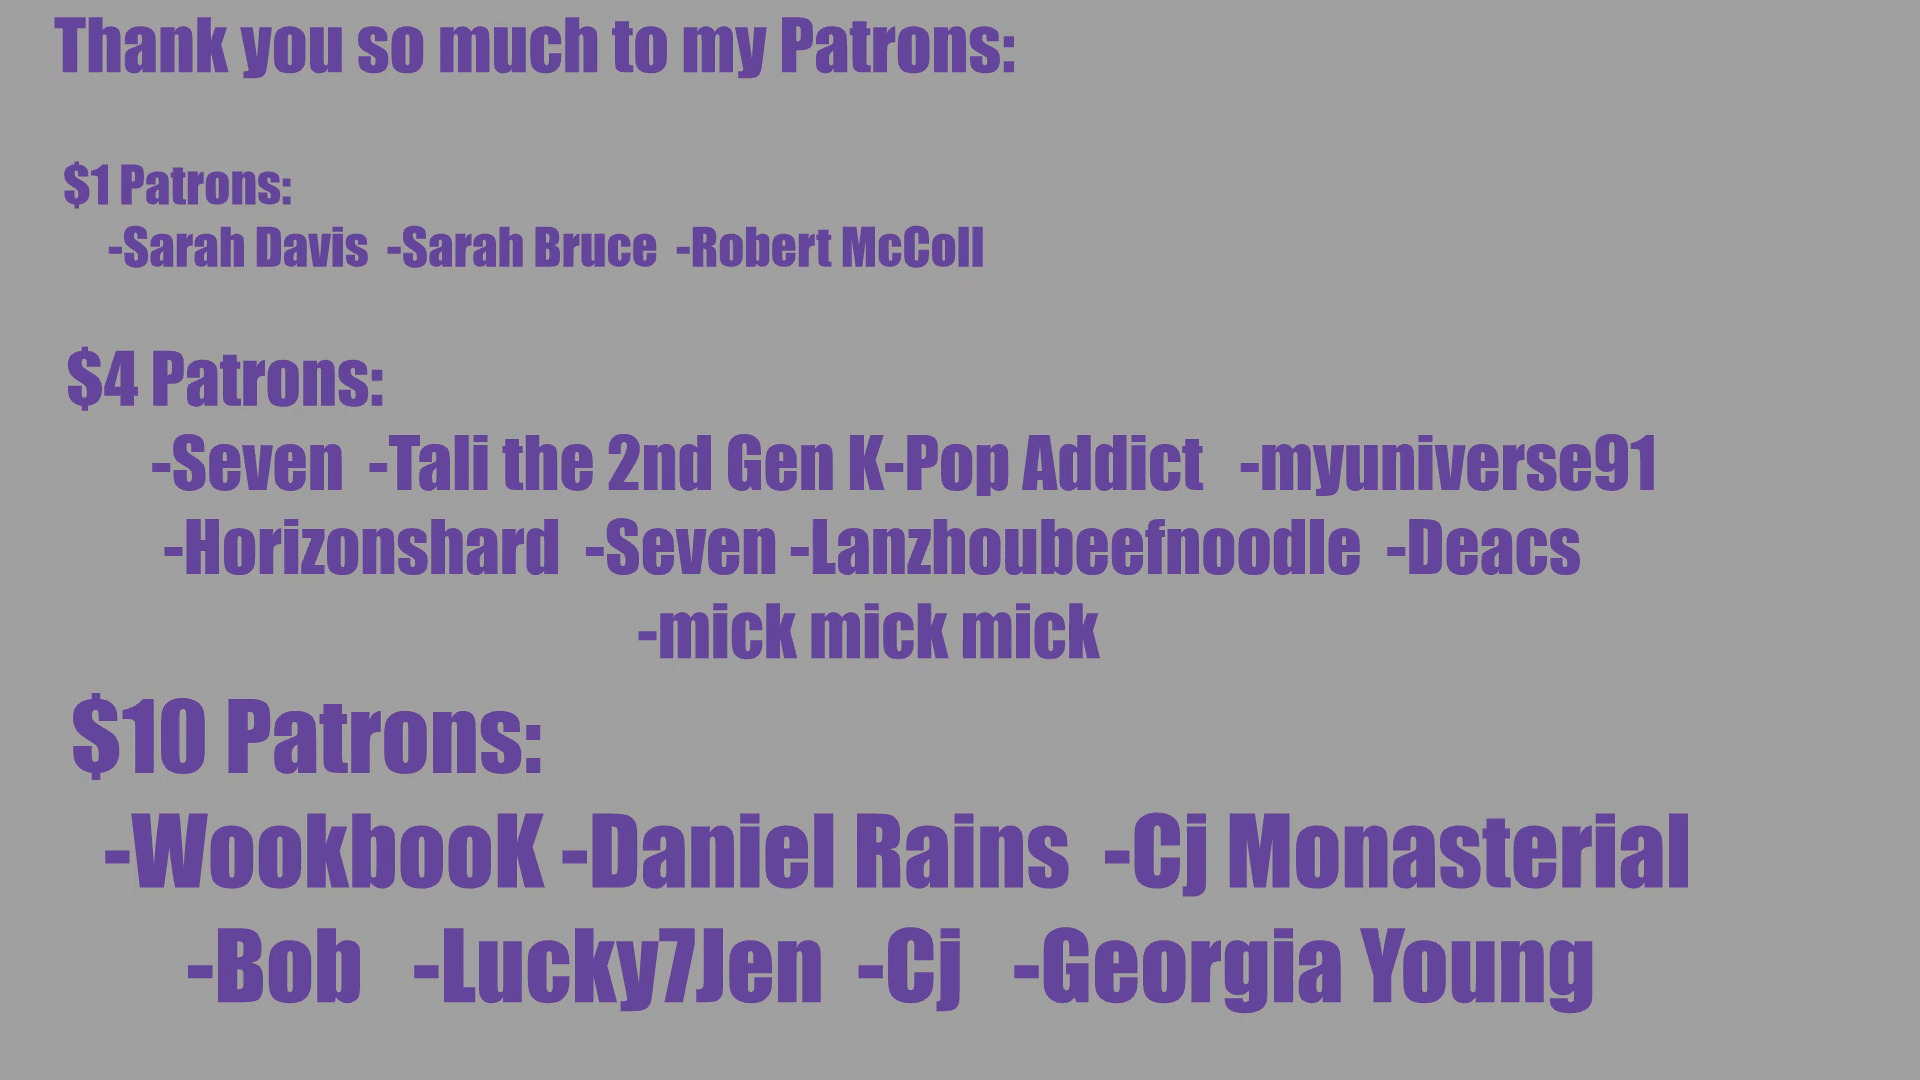 Thank you so much to my Patrons:
$1 Patrons:
-Sarah Davis -Sarah Bruce -Robert McColl
$4 Patrons:
-Seven -Tali the 2nd Gen K-Pop Addict -myuniverse91
-Horizonshard -Seven -Lanzhoubeefnoodle -Deacs
-mick mick mick
$10 Patrons:
-WookbooK -Daniel Rains -Cj Monasterial
-Bob -Lucky7Jen -Cj -Georgia Young